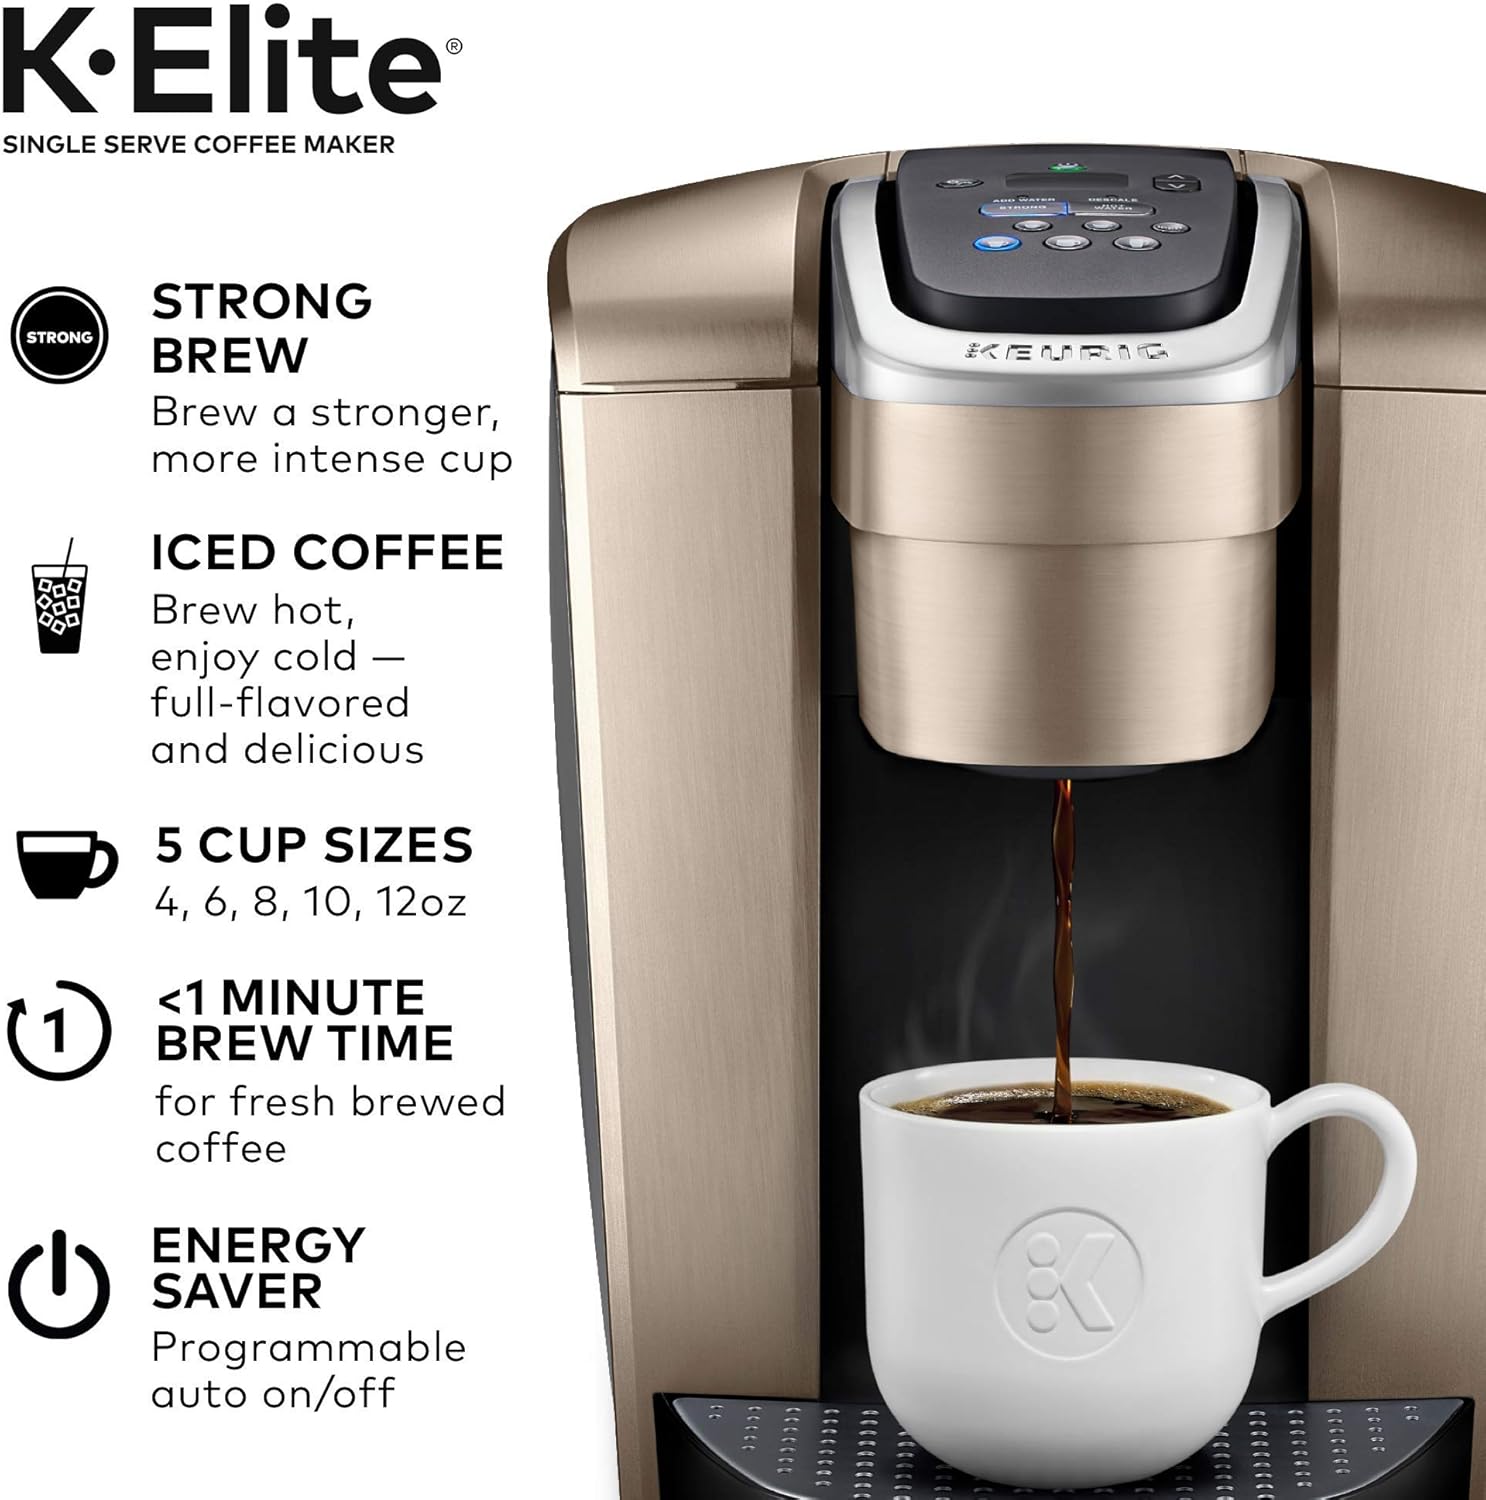 K·Elite®
SINGLE SERVE COFFEE MAKER
STRONG
STRONG
BREW
Brew a stronger,
more intense cup
ICED COFFEE
Brew hot,
enjoy cold —
full-flavored
and delicious
5 CUP SIZES
4, 6, 8, 10, 12oz
1
<1 MINUTE
BREW TIME
for fresh brewed
coffee
ENERGY
SAVER
Programmable
auto on/off
ADD WATER
DESCALE
STRONG
HOT
WATER
KEURIG
K